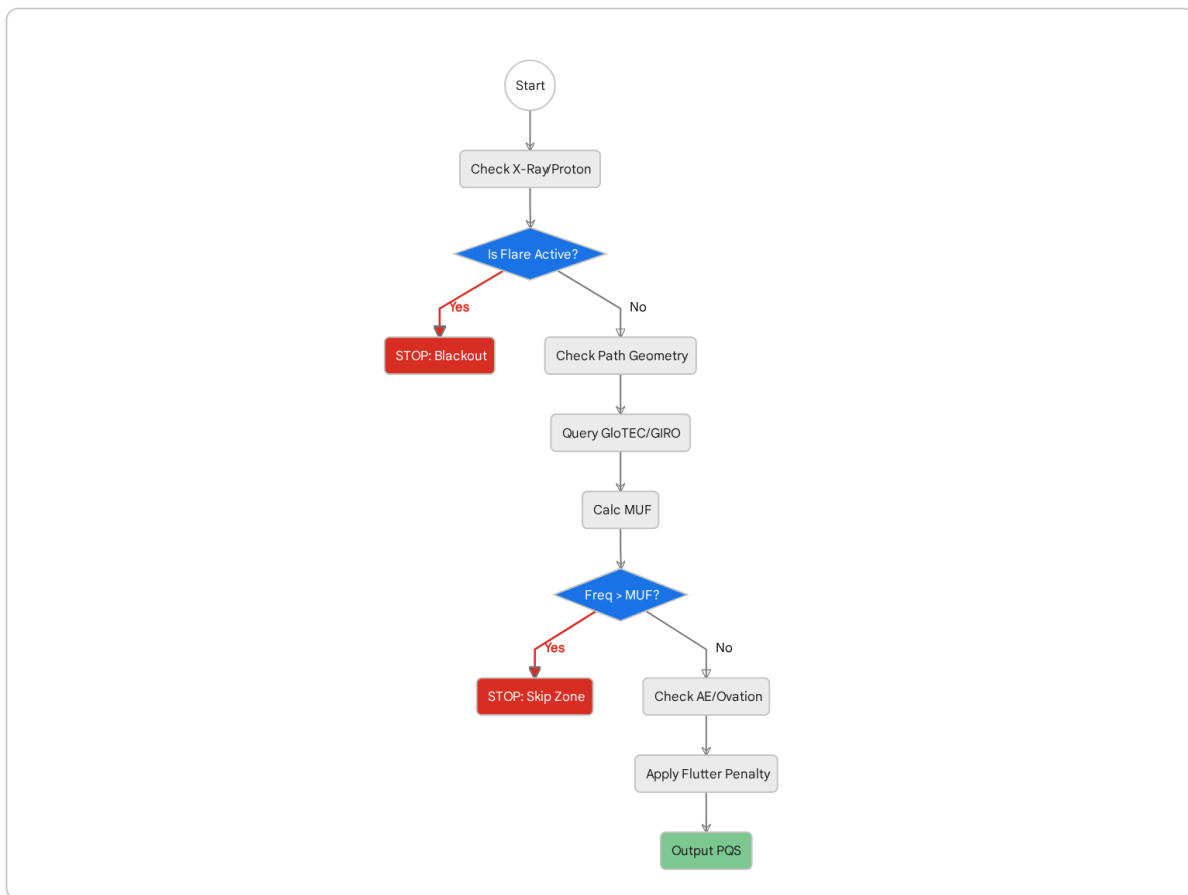 Start
Check X-Ray/Proton
Is Flare Active?
Yes
No
STOP: Blackout
Check Path Geometry
Query GloTEC/GIRO
Calc MUF
Freq > MUF?
Yes
No
STOP: Skip Zone
Check AE/Ovation
Apply Flutter Penalty
Output PQS